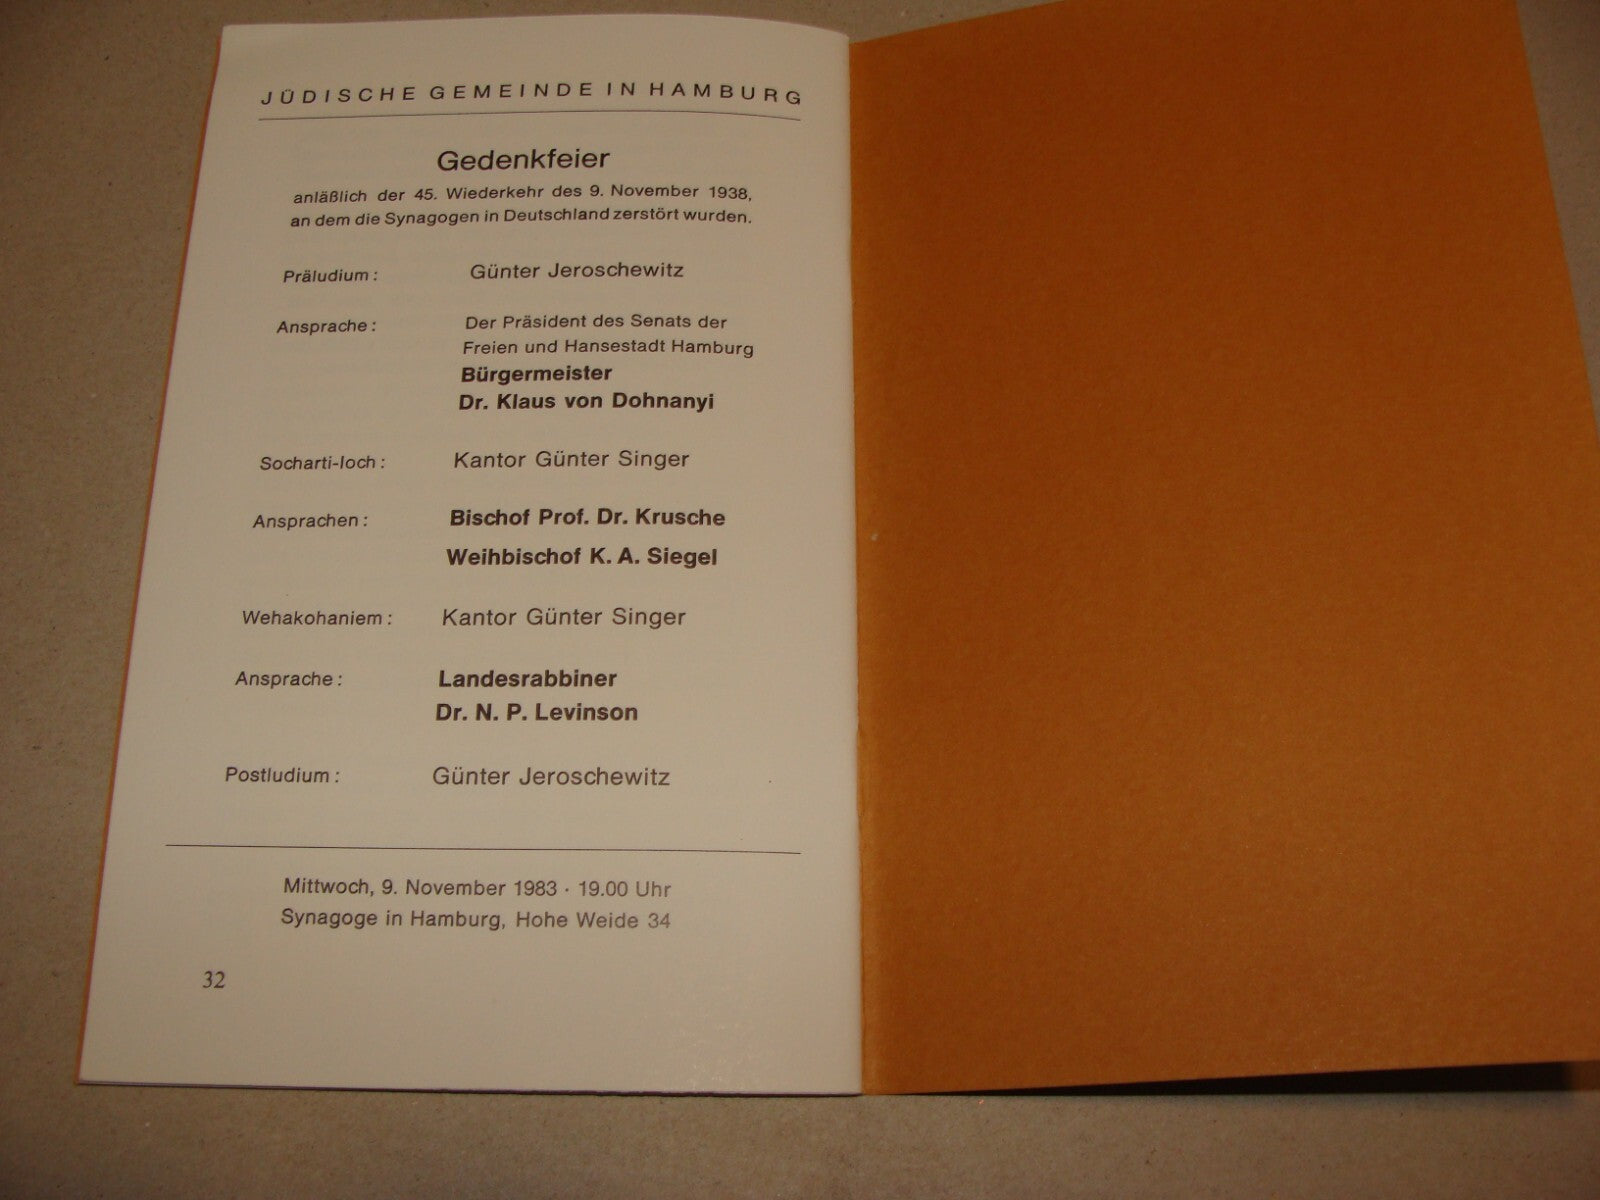 JÜDISCHE GEMEINDE IN HAMBURG
Gedenkfeier
anläßlich der 45. Wiederkehr des 9. November 1938,
an dem die Synagogen in Deutschland zerstört wurden.
Präludium: Günter Jeroschewitz
Ansprache: Der Präsident des Senats der
Freien und Hansestadt Hamburg
Bürgermeister
Dr. Klaus von Dohnanyi
Socharti-loch: Kantor Günter Singer
Ansprachen: Bischof Prof. Dr. Krusche
Weihbischof K. A. Siegel
Wehakohaniem: Kantor Günter Singer
Ansprache: Landesrabbiner
Dr. N. P. Levinson
Postludium: Günter Jeroschewitz
Mittwoch, 9. November 1983 · 19.00 Uhr
Synagoge in Hamburg, Hohe Weide 34
32